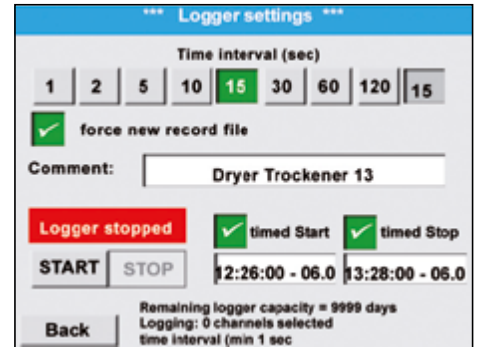 *** Logger settings ***
Time interval (sec)
1 2 5 10 15 30 60 120 15
force new record file
Comment: Dryer Trockener 13
Logger stopped
timed Start timed Stop
START STOP 12:26:00 - 06.0 13:28:00 - 06.0
Remaining logger capacity = 9999 days
Back Logging: 0 channels selected
time interval (min 1 sec